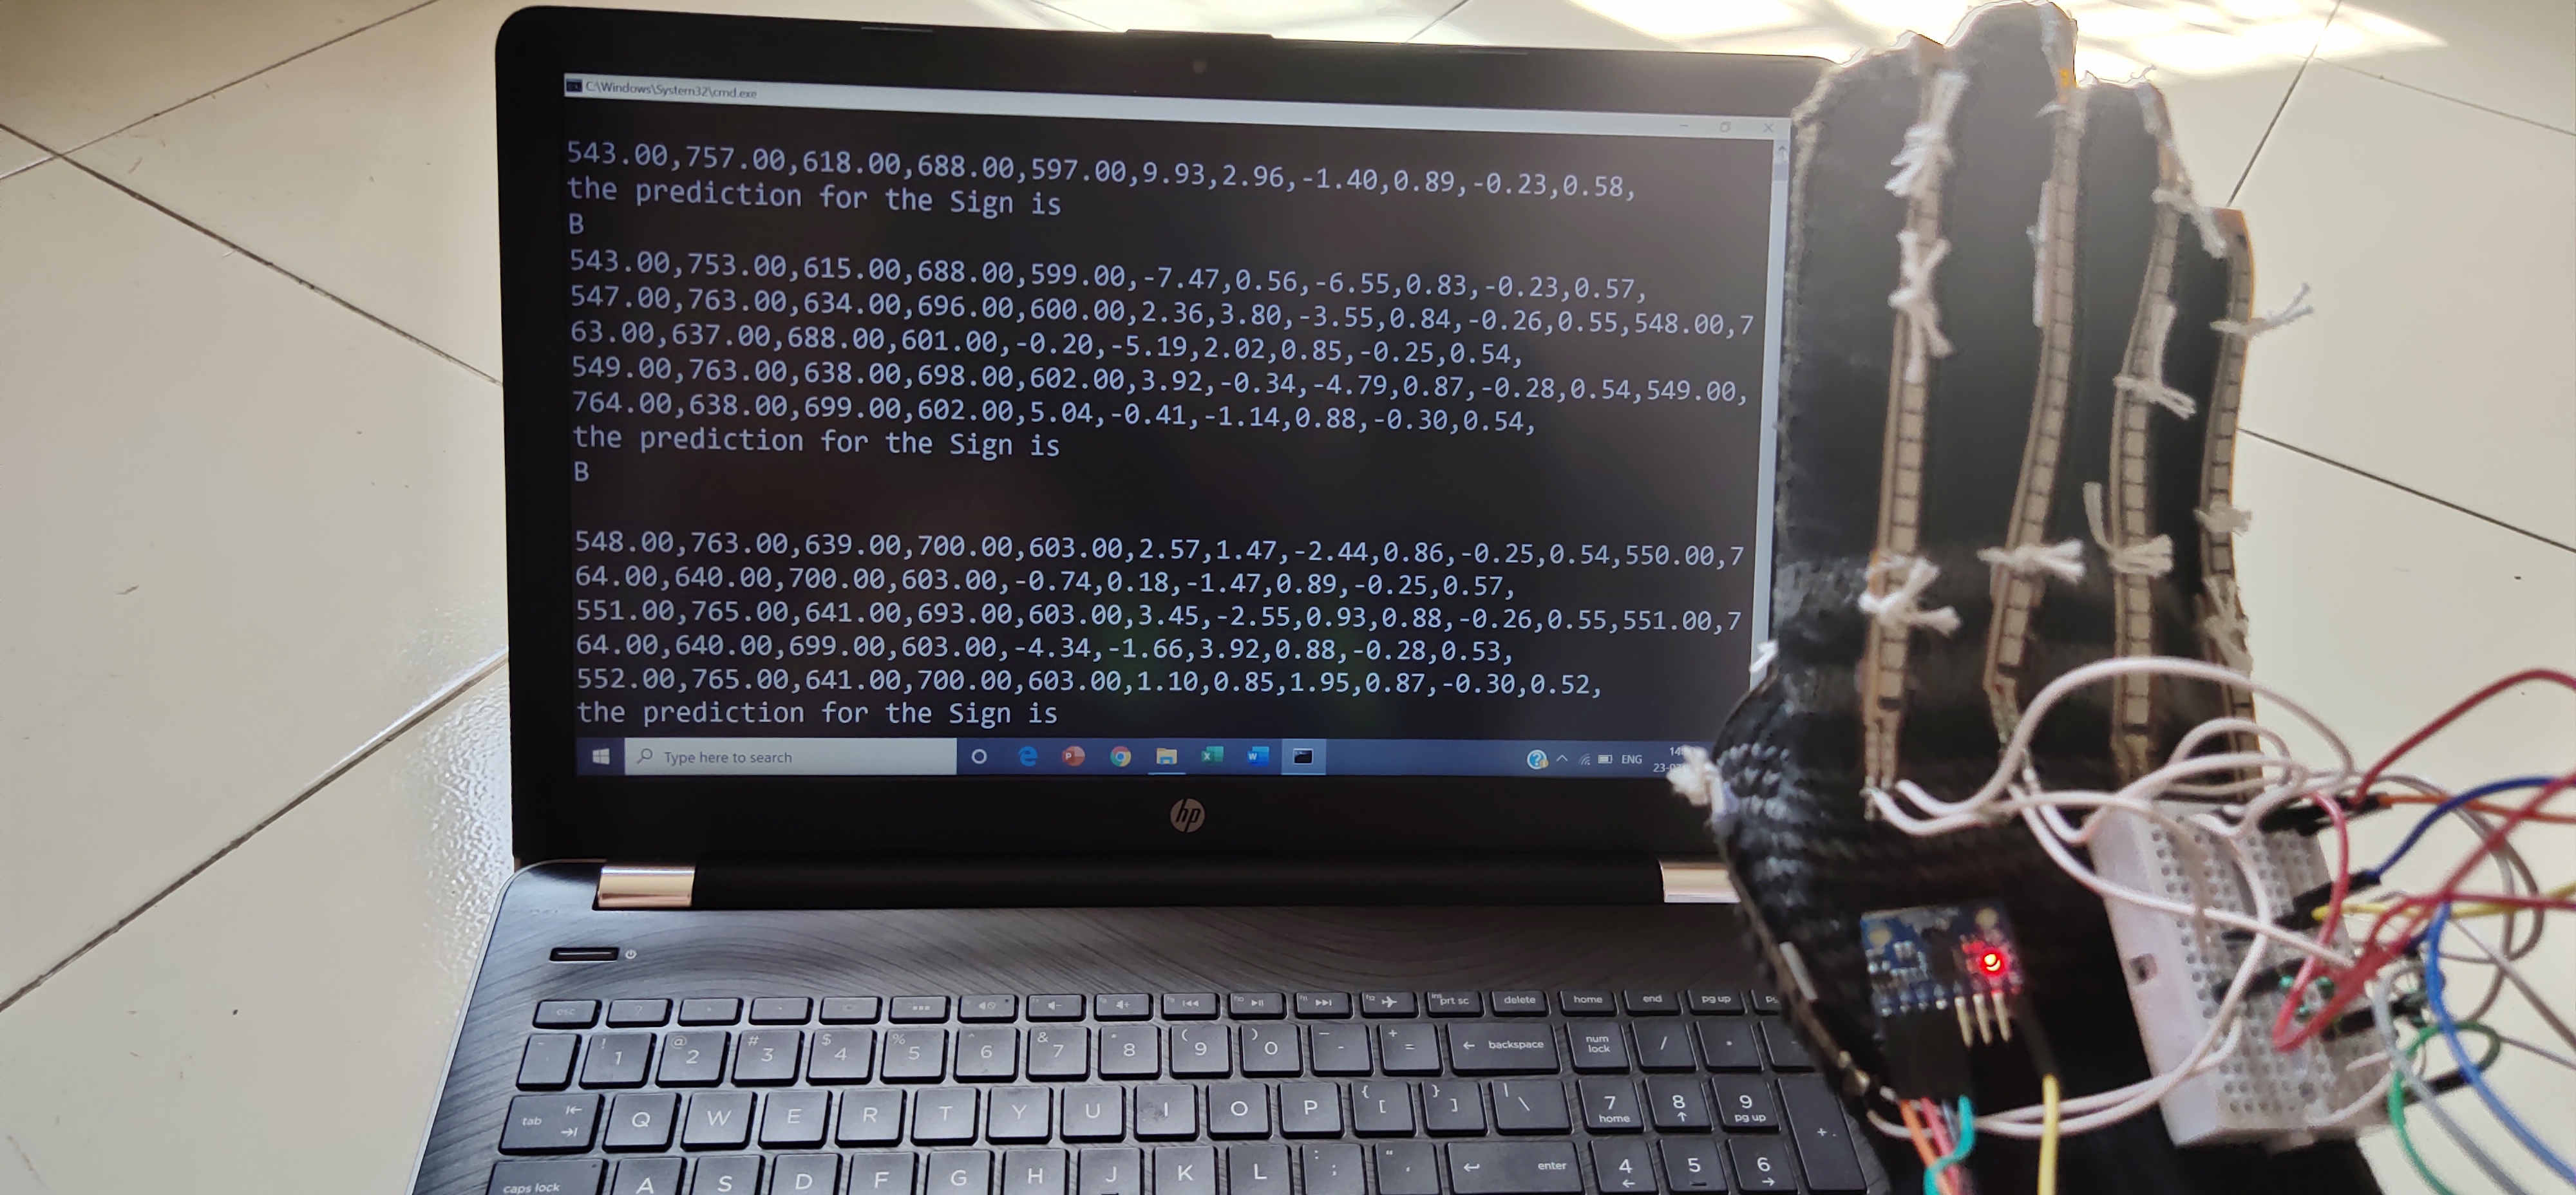 C:\Windows\System32\cmd.exe
543.00,757.00,618.00,688.00,597.00,9.93,2.96,-1.40,0.89,-0.23,0.58,
the prediction for the Sign is
B
543.00,753.00,615.00,688.00,599.00,-7.47,0.56,-6.55,0.83,-0.23,0.57,
547.00,763.00,634.00,696.00,600.00,2.36,3.80,-3.55,0.84,-0.26,0.55,548.00,7
63.00,637.00,688.00,601.00,-0.20,-5.19,2.02,0.85,-0.25,0.54,
549.00,763.00,638.00,698.00,602.00,3.92,-0.34,-4.79,0.87,-0.28,0.54,549.00,
764.00,638.00,699.00,602.00,5.04,-0.41,-1.14,0.88,-0.30,0.54,
the prediction for the Sign is
B
548.00,763.00,639.00,700.00,603.00,2.57,1.47,-2.44,0.86,-0.25,0.54,550.00,7
64.00,640.00,700.00,603.00,-0.74,0.18,-1.47,0.89,-0.25,0.57,
551.00,765.00,641.00,693.00,603.00,3.45,-2.55,0.93,0.88,-0.26,0.55,551.00,7
64.00,640.00,699.00,603.00,-4.34,-1.66,3.92,0.88,-0.28,0.53,
552.00,765.00,641.00,700.00,603.00,1.10,0.85,1.95,0.87,-0.30,0.52,
the prediction for the Sign is
Type here to search
ENG
hp
esc prt sc delete home end pg up
! 1 @ 2 # 3 $ 4 % 5 ^ 6 & 7 * 8 ( 9 ) 0 _ - + = backspace num lock / *
tab Q W E R T Y U I O P { [ } ] | \ 7 home 8 9 pg up +
caps lock A S D F G H J K L : ; " ' enter 4 5 6